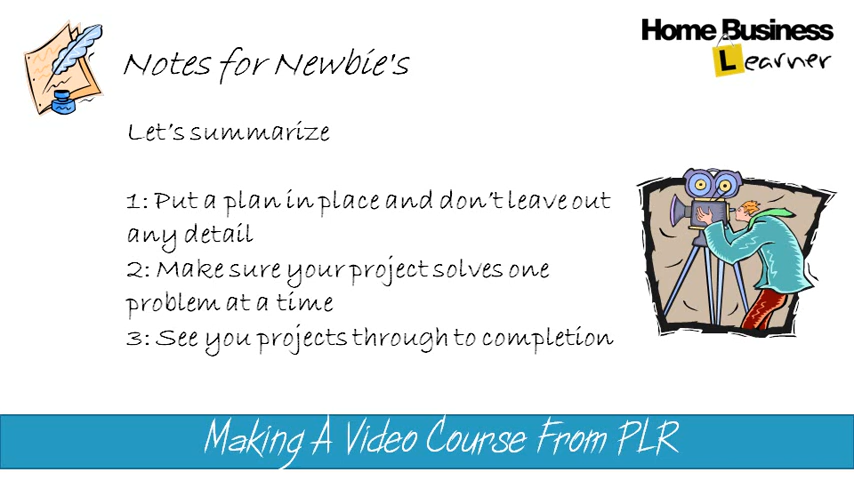 Home Business
Learner
Notes for Newbie's
Let's summarize
1: Put a plan in place and don't leave out
any detail
2: Make sure your project solves one
problem at a time
3: See you projects through to completion
Making A Video Course From PLR